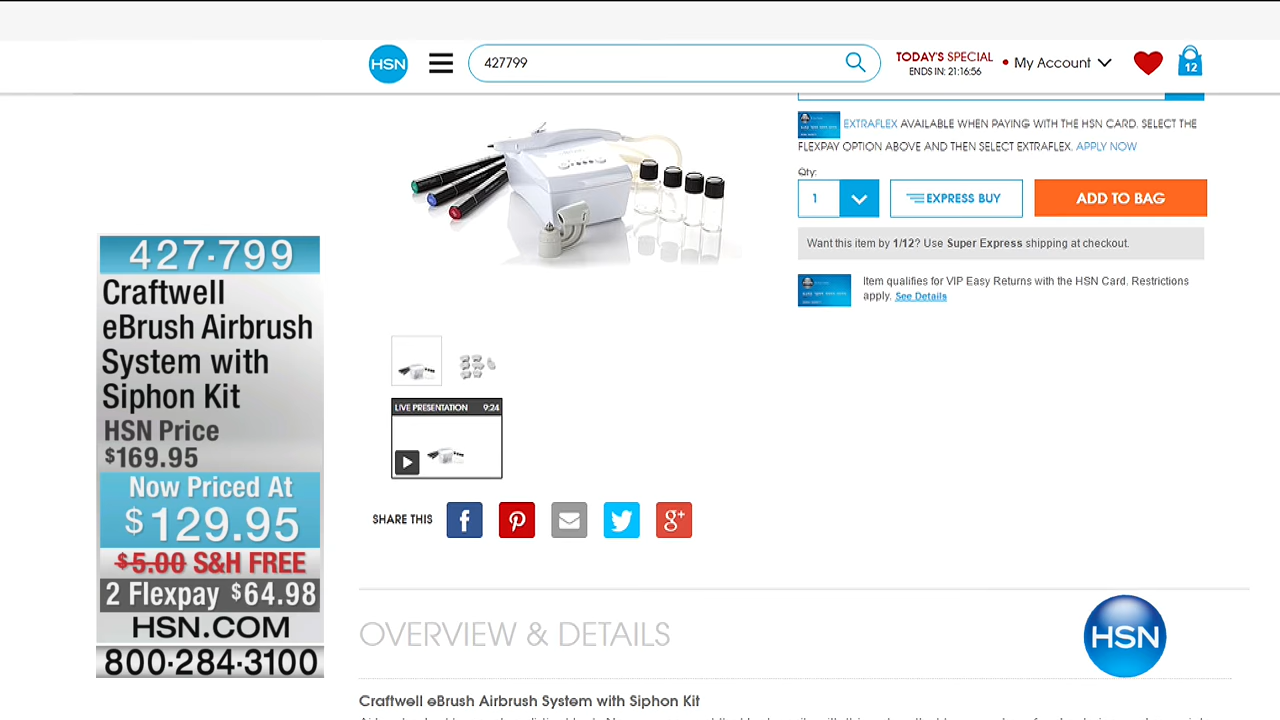 HSN
427799
TODAY'S SPECIAL
ENDS IN: 21:16:56
My Account
12
EXTRAFLEX AVAILABLE WHEN PAYING WITH THE HSN CARD. SELECT THE
FLEXPAY OPTION ABOVE AND THEN SELECT EXTRAFLEX. APPLY NOW
Qty:
1
EXPRESS BUY
ADD TO BAG
Want this item by 1/12? Use Super Express shipping at checkout.
Item qualifies for VIP Easy Returns with the HSN Card. Restrictions
apply. See Details
427·799
Craftwell
eBrush Airbrush
System with
Siphon Kit
HSN Price
$169.95
Now Priced At
$129.95
$5.00 S&H FREE
2 Flexpay $64.98
HSN.COM
800·284·3100
LIVE PRESENTATION 9:24
SHARE THIS
f
g+
OVERVIEW & DETAILS
HSN
Craftwell eBrush Airbrush System with Siphon Kit